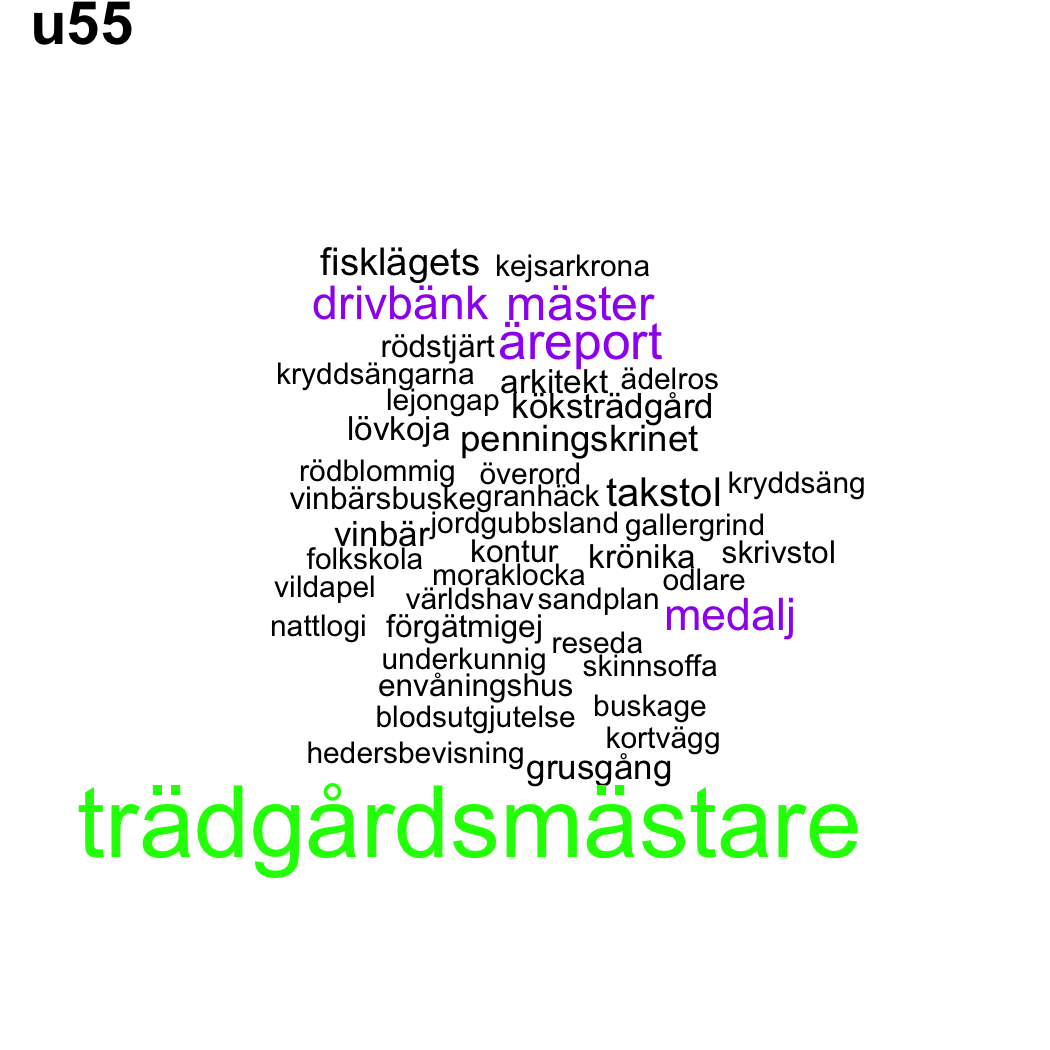 u55
fisklägets kejsarkrona
drivbänk mäster
rödstjärt äreport
kryddsängarna arkitekt ädelros
lejongap köksträdgård
lövkoja penningskrinet
rödblommig överord kryddsäng
vinbärsbuske granhäck takstol
vinbär jordgubbsland gallergrind
folkskola kontur krönika skrivstol
vildapel moraklocka odlare
världshav sandplan medalj
nattlogi förgätmigej reseda
underkunnig skinnsoffa
envåningshus buskage
blodsutgjutelse kortvägg
hedersbevisning grusgång
trädgårdsmästare